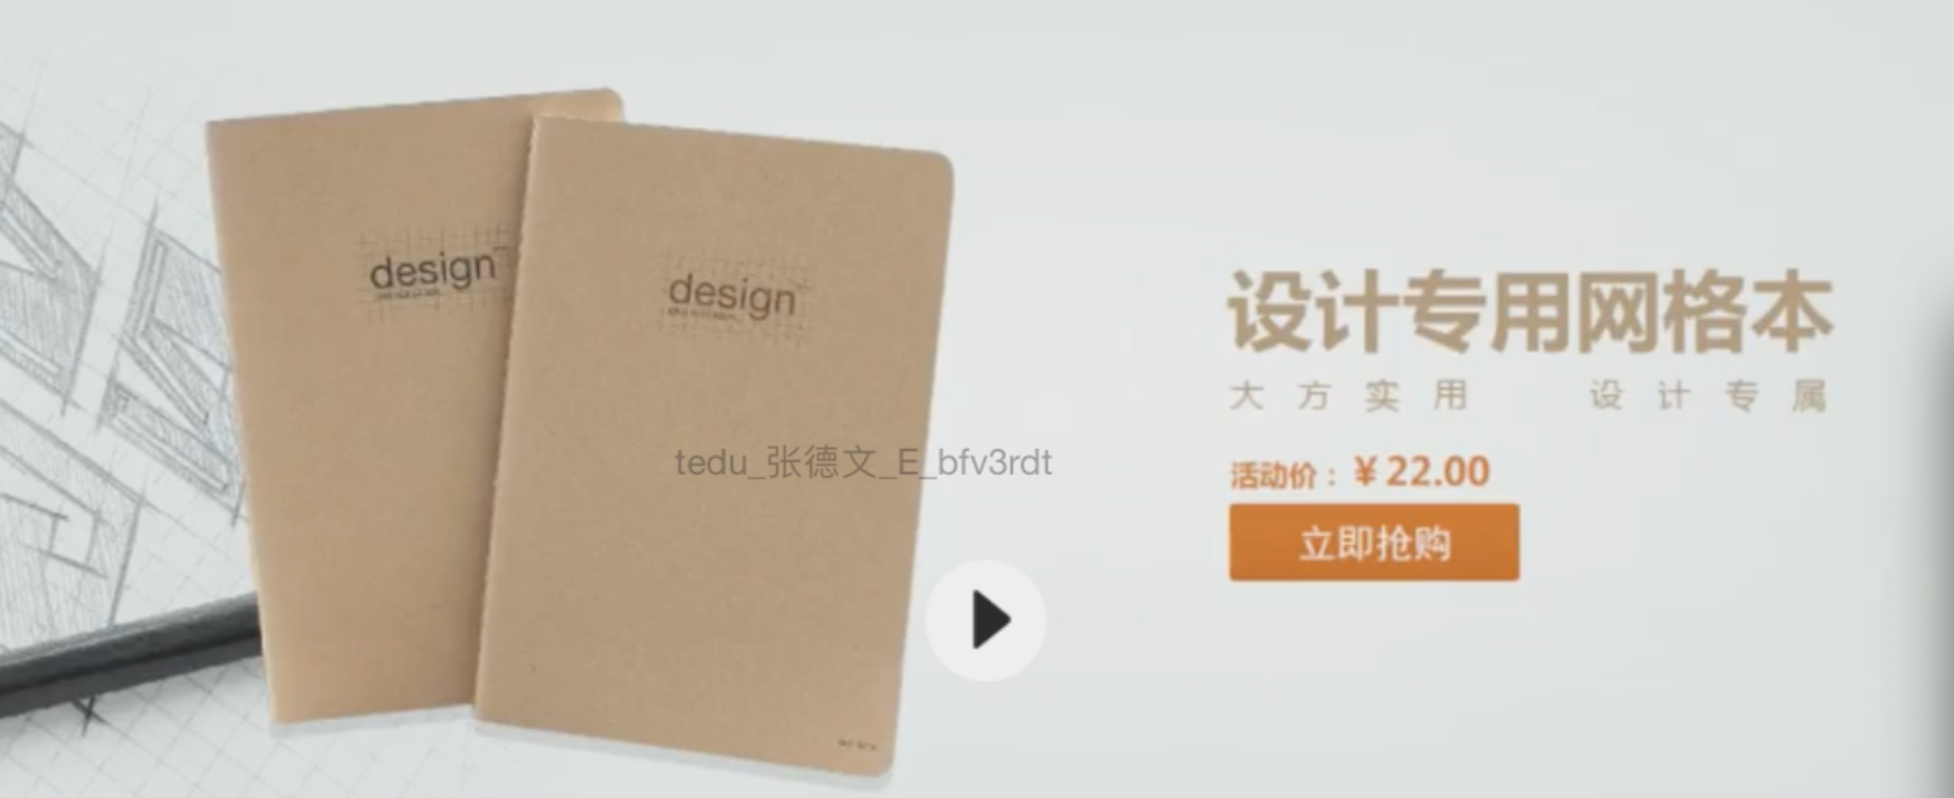 design
design
设计专用网格本
大方实用 设计专属
tedu_张德文_E_bfv3rdt
活动价：￥22.00
立即抢购